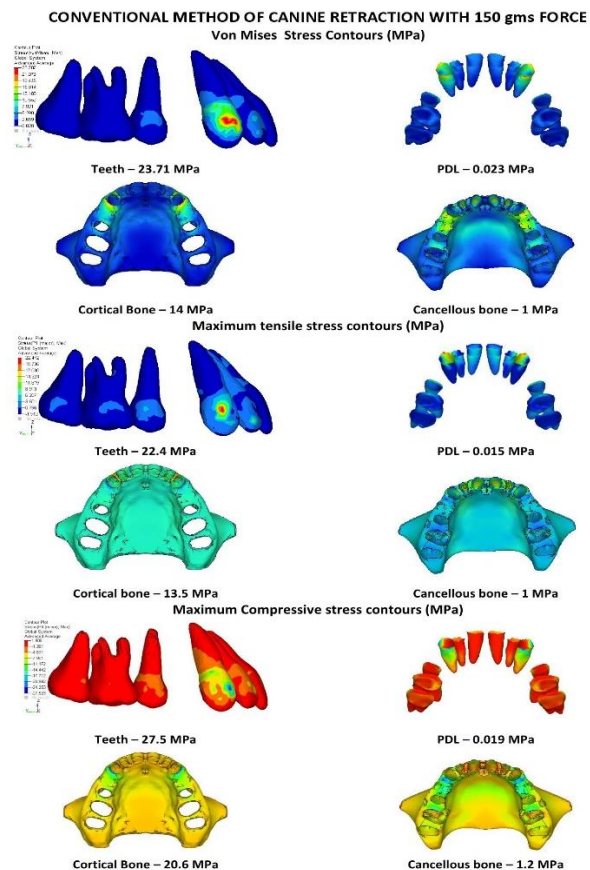 CONVENTIONAL METHOD OF CANINE RETRACTION WITH 150 gms FORCE
Von Mises Stress Contours (MPa)
Teeth – 23.71 MPa
PDL – 0.023 MPa
Cortical Bone – 14 MPa
Cancellous bone – 1 MPa
Maximum tensile stress contours (MPa)
Teeth – 22.4 MPa
PDL – 0.015 MPa
Cortical bone – 13.5 MPa
Cancellous bone – 1 MPa
Maximum Compressive stress contours (MPa)
Teeth – 27.5 MPa
PDL – 0.019 MPa
Cortical Bone – 20.6 MPa
Cancellous bone – 1.2 MPa